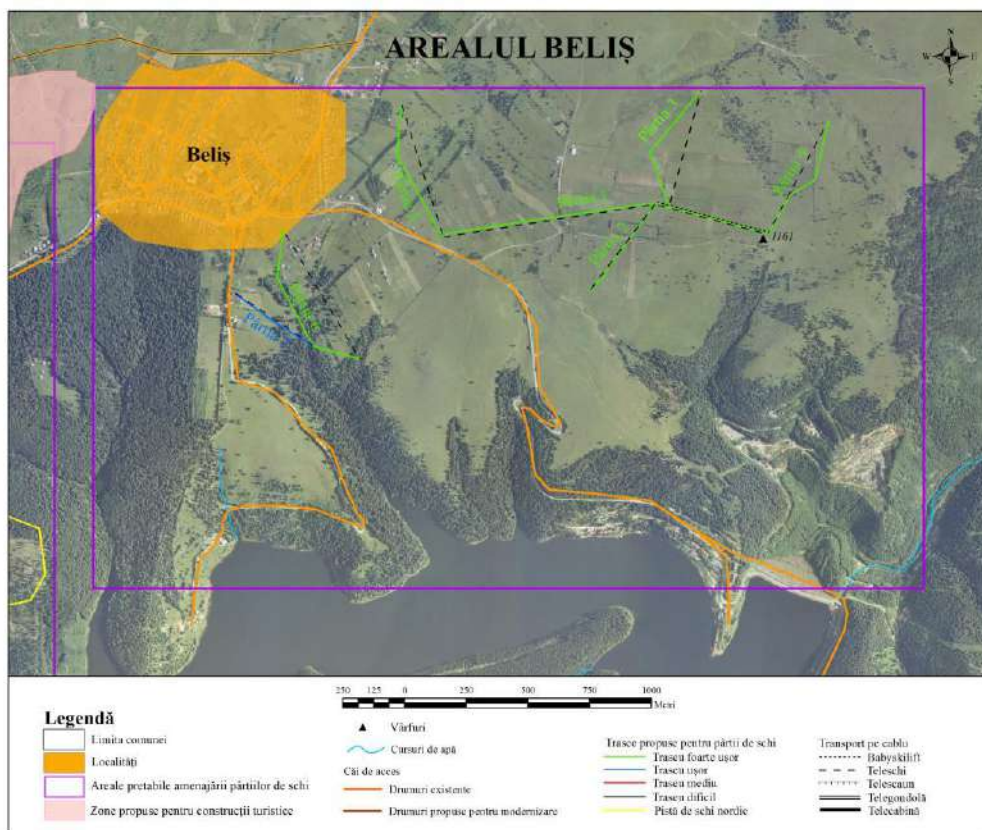 AREALUL BELIȘ
N
W E
S
Beliș
Pârtia 1
1161
Pârtia
250 125 0 250 500 750 1000
Metri
Legendă
Limita comunei
Localități
Areale pretabile amenajării pârtiilor de schi
Zone propuse pentru construcții turistice
Vârfuri
Cursuri de apă
Căi de acces
Drumuri existente
Drumuri propuse pentru modernizare
Trasee propuse pentru pârtii de schi
Traseu foarte ușor
Traseu ușor
Traseu mediu
Traseu dificil
Pistă de schi nordic
Transport pe cablu
Babyskilift
Teleschi
Telescaun
Telegondolă
Telecabină